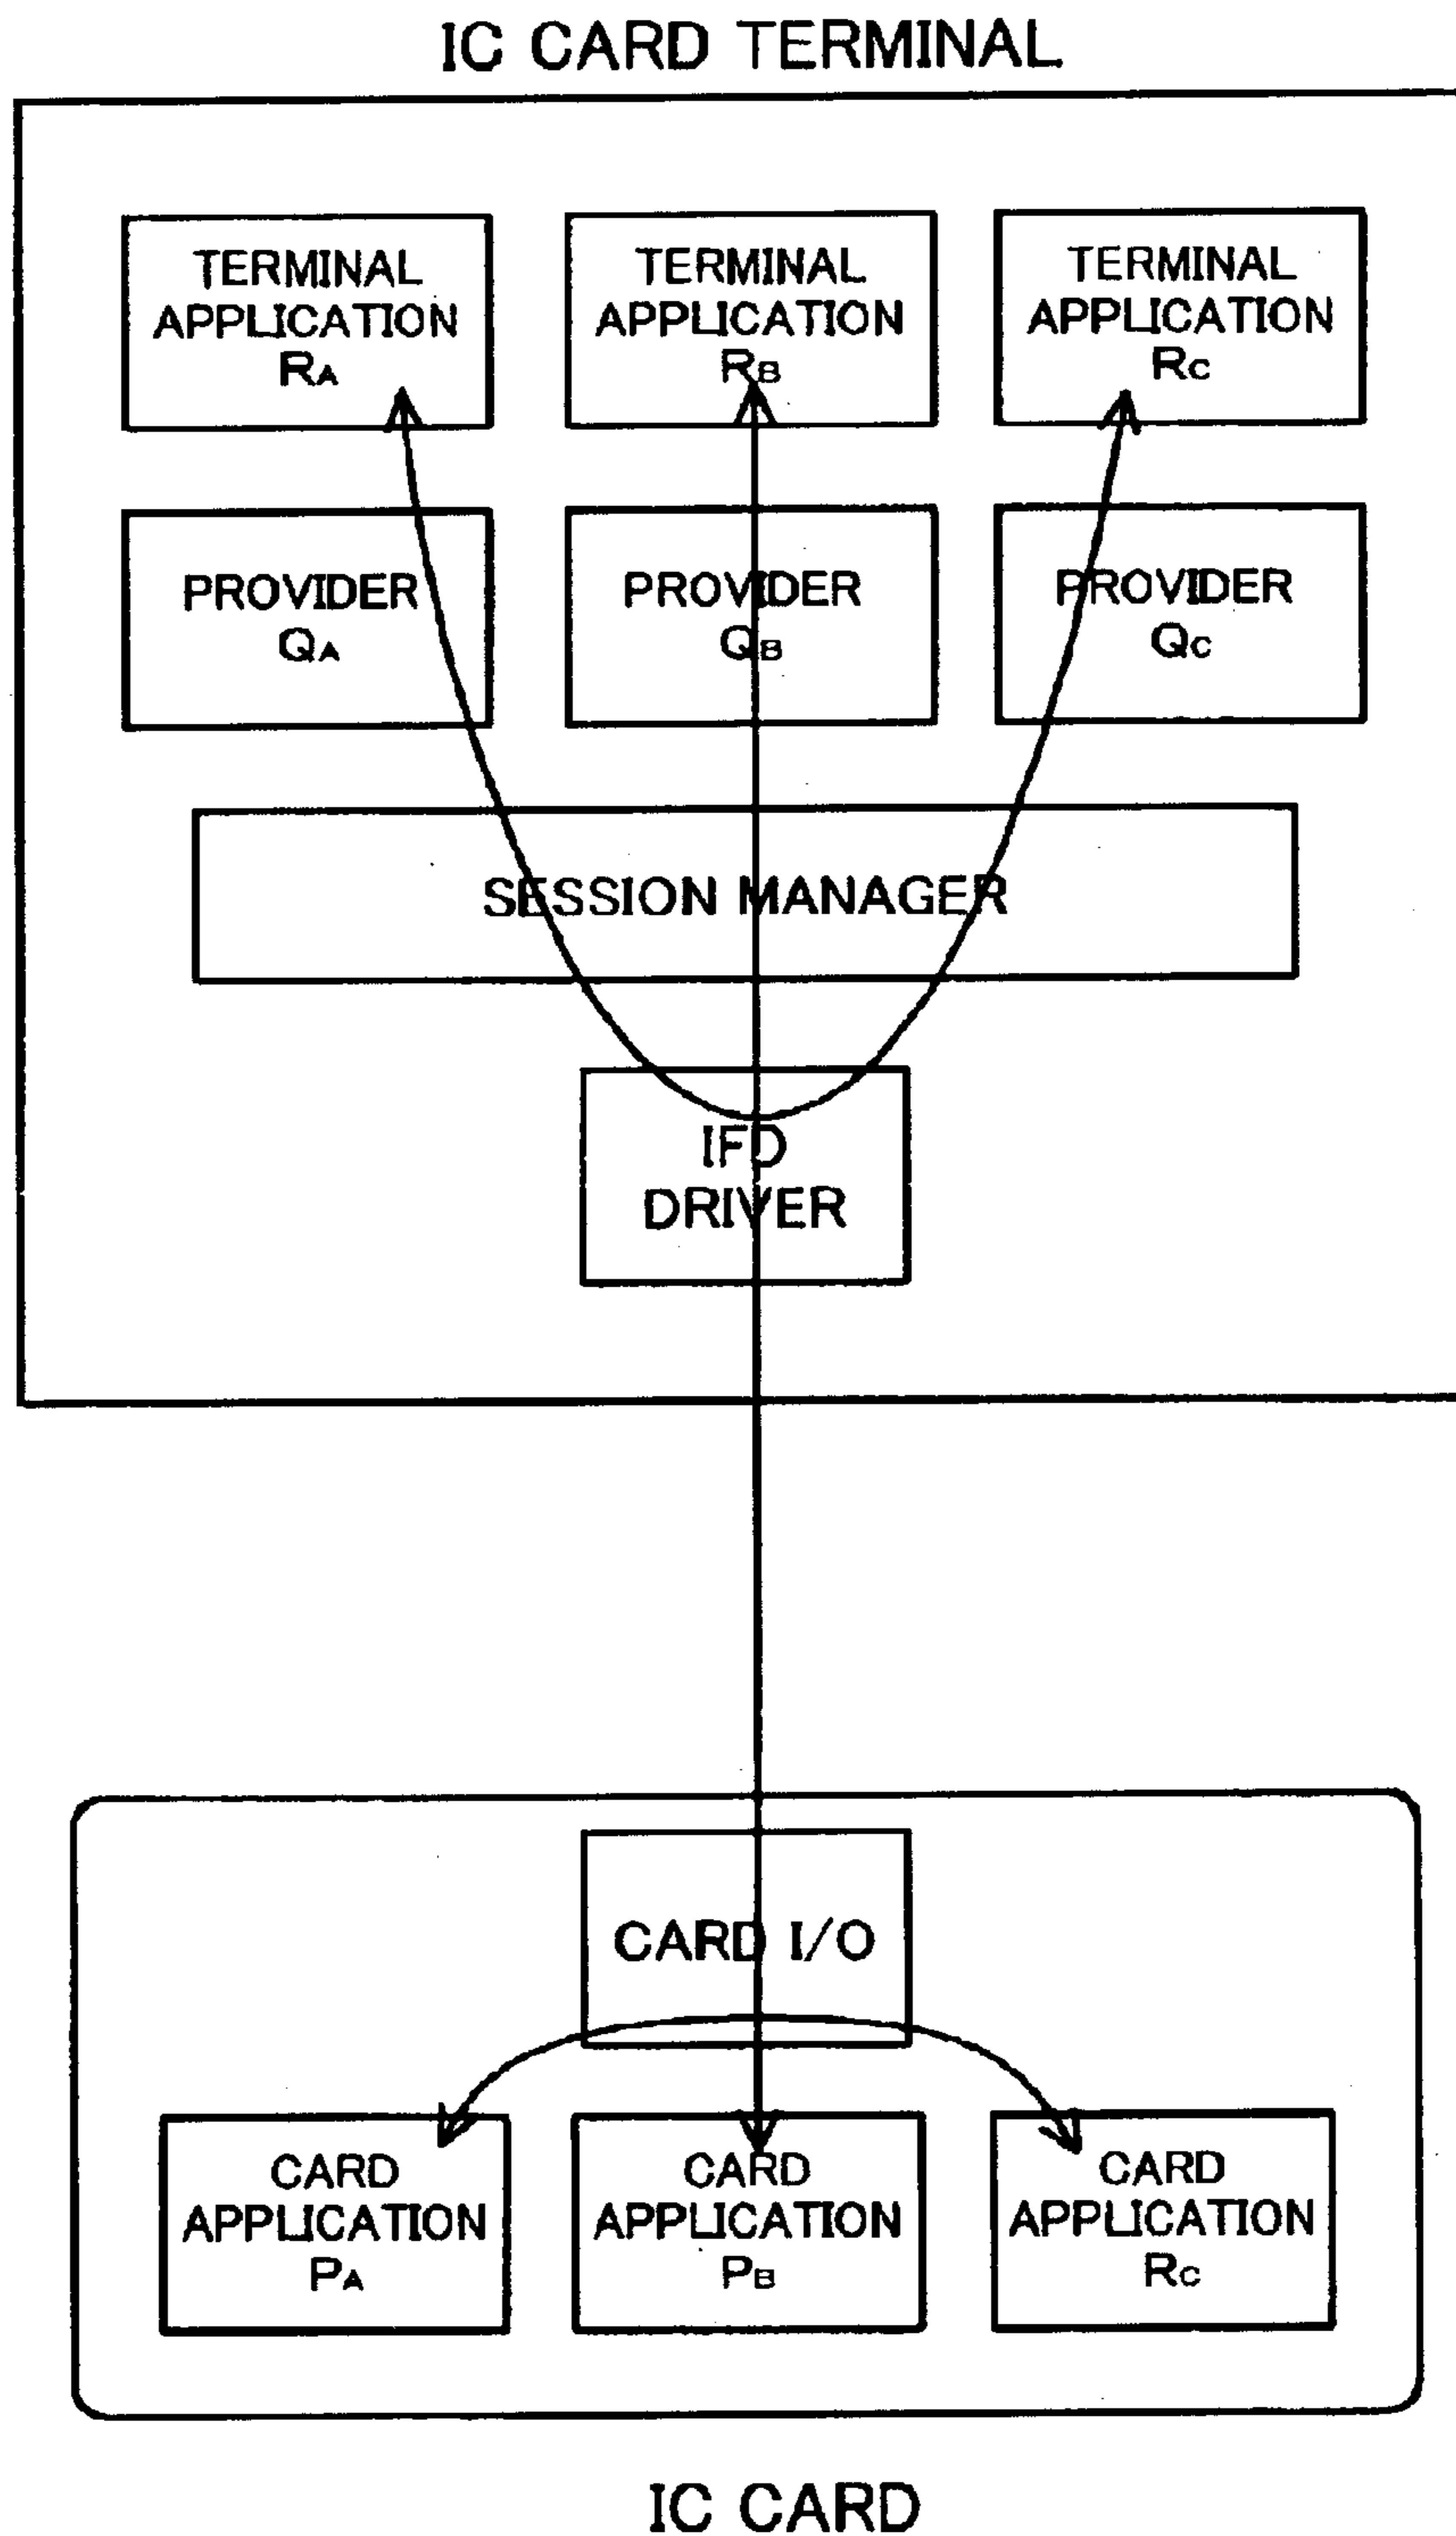 IC CARD TERMINAL
TERMINAL
APPLICATION
RA
TERMINAL
APPLICATION
RB
TERMINAL
APPLICATION
RC
PROVIDER
QA
PROVIDER
QB
PROVIDER
QC
SESSION MANAGER
IFD
DRIVER
CARD I/O
CARD
APPLICATION
PA
CARD
APPLICATION
PB
CARD
APPLICATION
RC
IC CARD